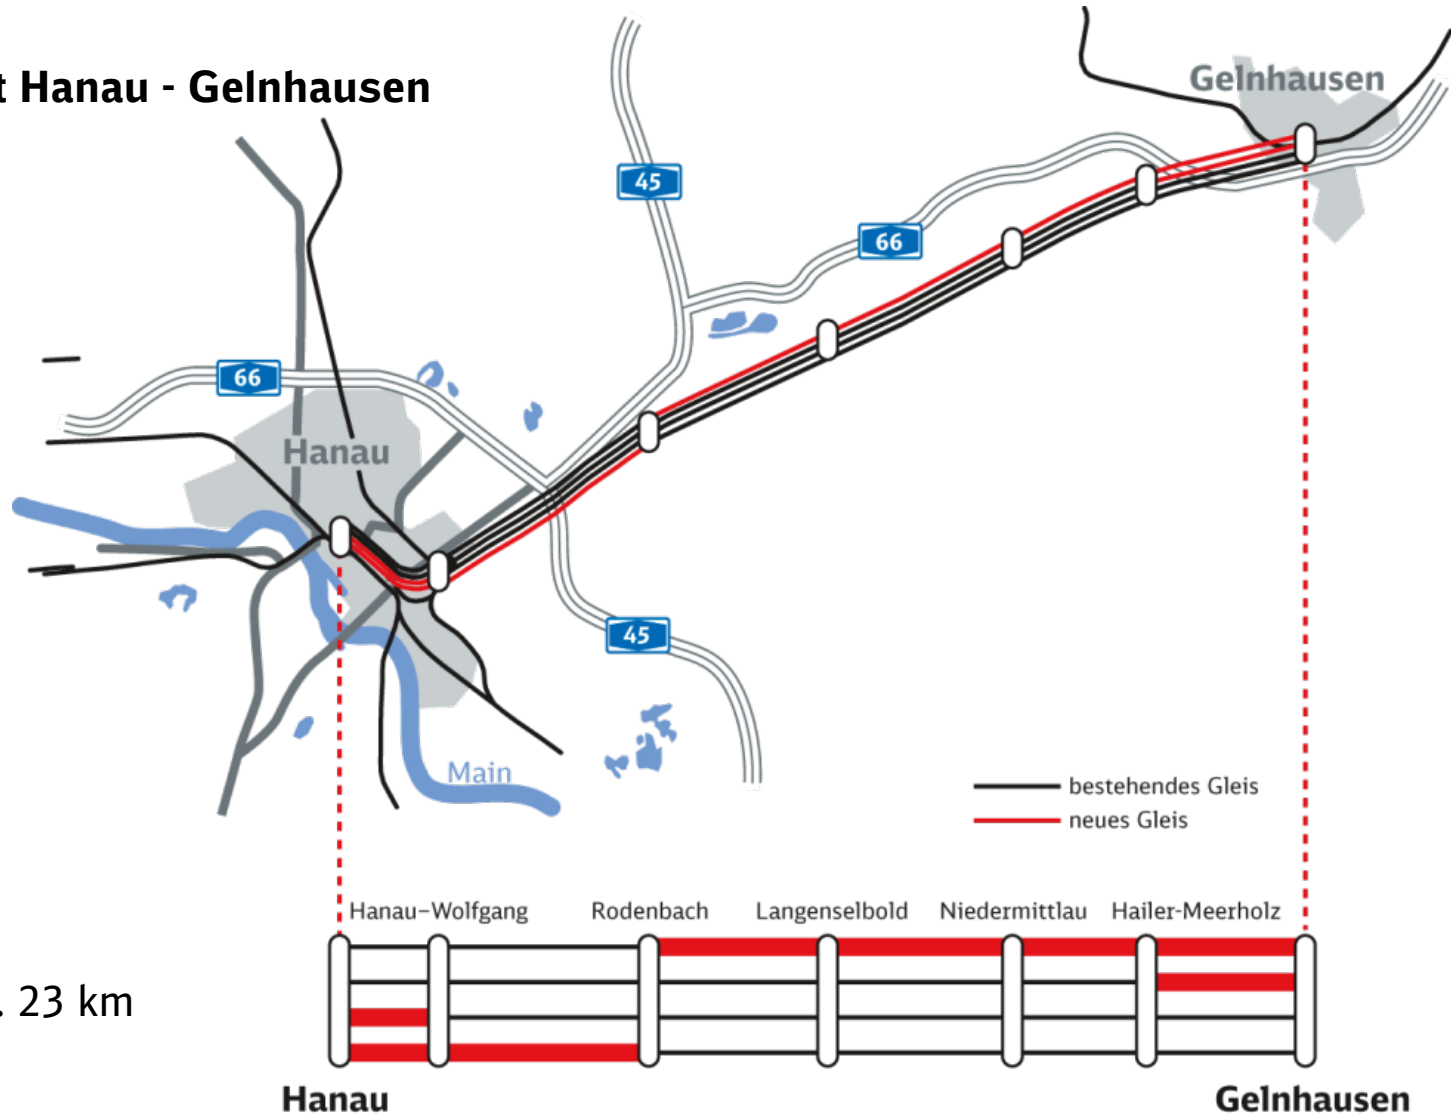 t Hanau - Gelnhausen
Gelnhausen
45
66
66
Hanau
45
Main
bestehendes Gleis
neues Gleis
Hanau-Wolfgang Rodenbach Langenselbold Niedermittlau Hailer-Meerholz
. 23 km
Hanau Gelnhausen